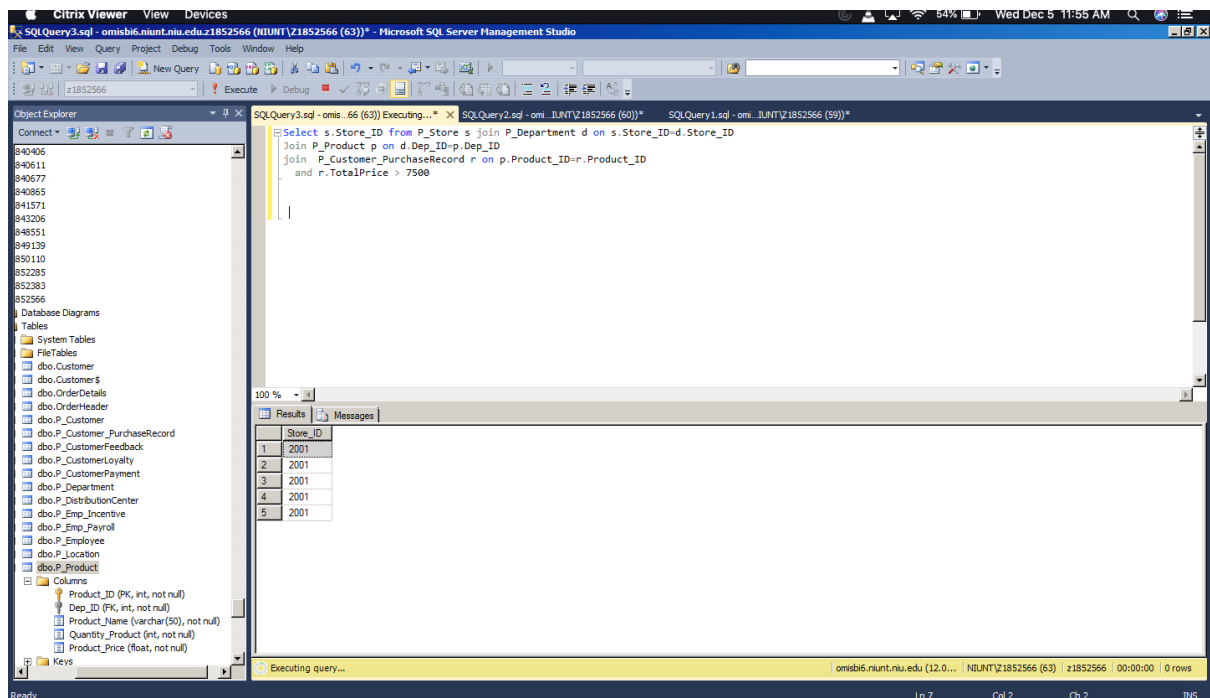 Citrix Viewer View Devices 54% Wed Dec 5 11:55 AM
SQLQuery3.sql - omisbi6.niunt.niu.edu.z1852566 (NIUNT\Z1852566 (63))* - Microsoft SQL Server Management Studio
File Edit View Query Project Debug Tools Window Help
New Query
z1852566 Execute Debug
Object Explorer
Connect
840406
840611
840677
840865
841571
843206
848551
849139
850110
852285
852383
852566
Database Diagrams
Tables
System Tables
FileTables
dbo.Customer
dbo.Customer$
dbo.OrderDetails
dbo.OrderHeader
dbo.P_Customer
dbo.P_Customer_PurchaseRecord
dbo.P_CustomerFeedback
dbo.P_CustomerLoyalty
dbo.P_CustomerPayment
dbo.P_Department
dbo.P_DistributionCenter
dbo.P_Emp_Incentive
dbo.P_Emp_Payroll
dbo.P_Employee
dbo.P_Location
dbo.P_Product
Columns
Product_ID (PK, int, not null)
Dep_ID (FK, int, not null)
Product_Name (varchar(50), not null)
Quantity_Product (int, not null)
Product_Price (float, not null)
Keys
SQLQuery3.sql - omis...66 (63)) Executing...* SQLQuery2.sql - omi...IUNT\Z1852566 (60))* SQLQuery1.sql - omi...IUNT\Z1852566 (59))*
Select s.Store_ID from P_Store s join P_Department d on s.Store_ID=d.Store_ID
Join P_Product p on d.Dep_ID=p.Dep_ID
join P_Customer_PurchaseRecord r on p.Product_ID=r.Product_ID
and r.TotalPrice > 7500
100 %
Results Messages
Store_ID
1 2001
2 2001
3 2001
4 2001
5 2001
Executing query... omisbi6.niunt.niu.edu (12.0... NIUNT\Z1852566 (63) z1852566 00:00:00 0 rows
Ready Ln 7 Col 2 Ch 2 INS